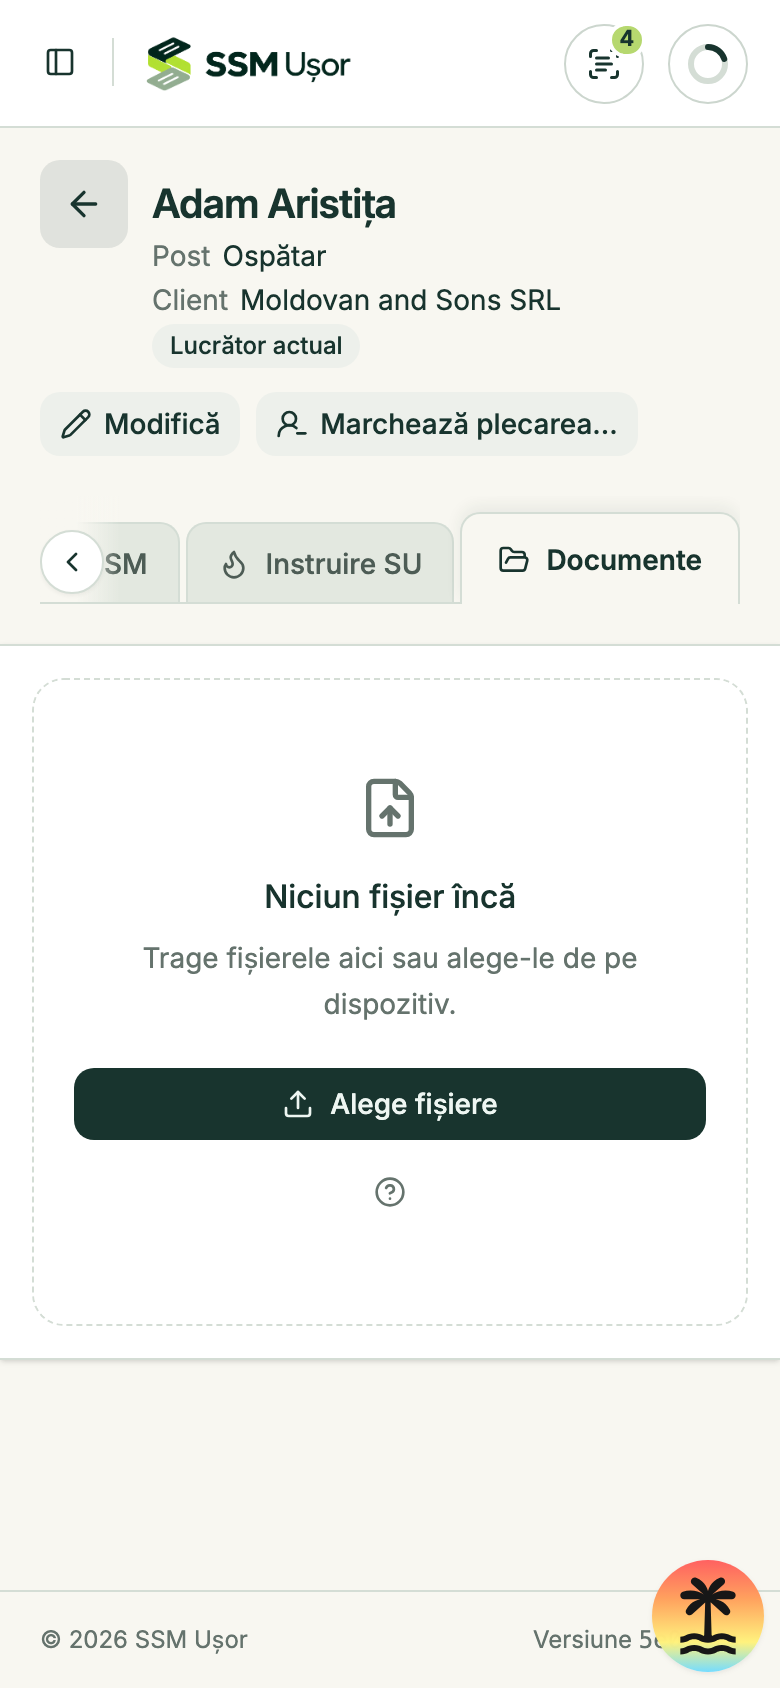 SSM Ușor
4
Adam Aristița
Post Ospătar
Client Moldovan and Sons SRL
Lucrător actual
Modifică
Marchează plecarea...
SM
Instruire SU
Documente
Niciun fișier încă
Trage fișierele aici sau alege-le de pe
dispozitiv.
Alege fișiere
© 2026 SSM Ușor
Versiune